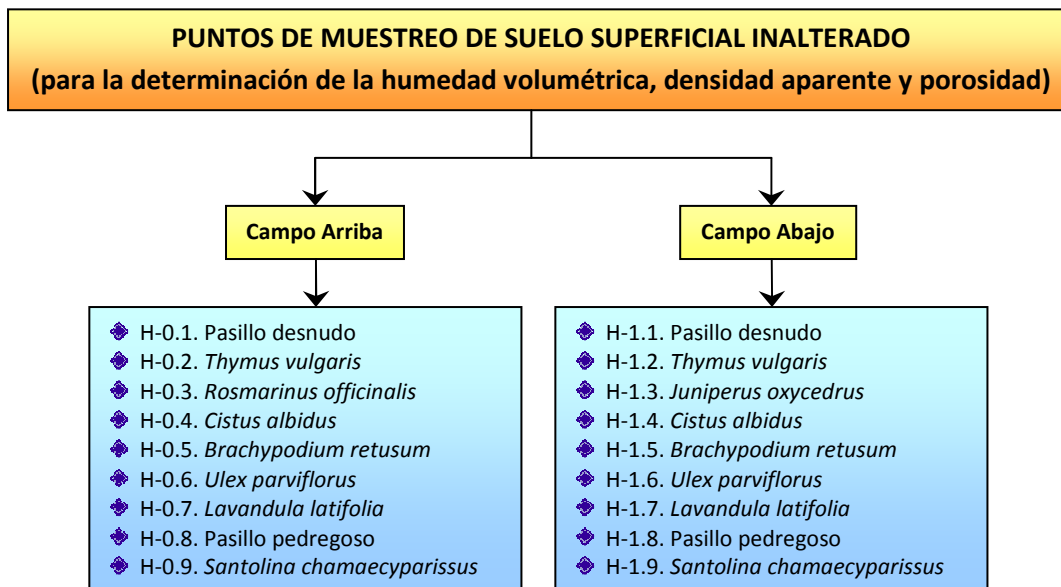 PUNTOS DE MUESTREO DE SUELO SUPERFICIAL INALTERADO
(para la determinación de la humedad volumétrica, densidad aparente y porosidad)
Campo Arriba
H-0.1. Pasillo desnudo
H-0.2. Thymus vulgaris
H-0.3. Rosmarinus officinalis
H-0.4. Cistus albidus
H-0.5. Brachypodium retusum
H-0.6. Ulex parviflorus
H-0.7. Lavandula latifolia
H-0.8. Pasillo pedregoso
H-0.9. Santolina chamaecyparissus
Campo Abajo
H-1.1. Pasillo desnudo
H-1.2. Thymus vulgaris
H-1.3. Juniperus oxycedrus
H-1.4. Cistus albidus
H-1.5. Brachypodium retusum
H-1.6. Ulex parviflorus
H-1.7. Lavandula latifolia
H-1.8. Pasillo pedregoso
H-1.9. Santolina chamaecyparissus